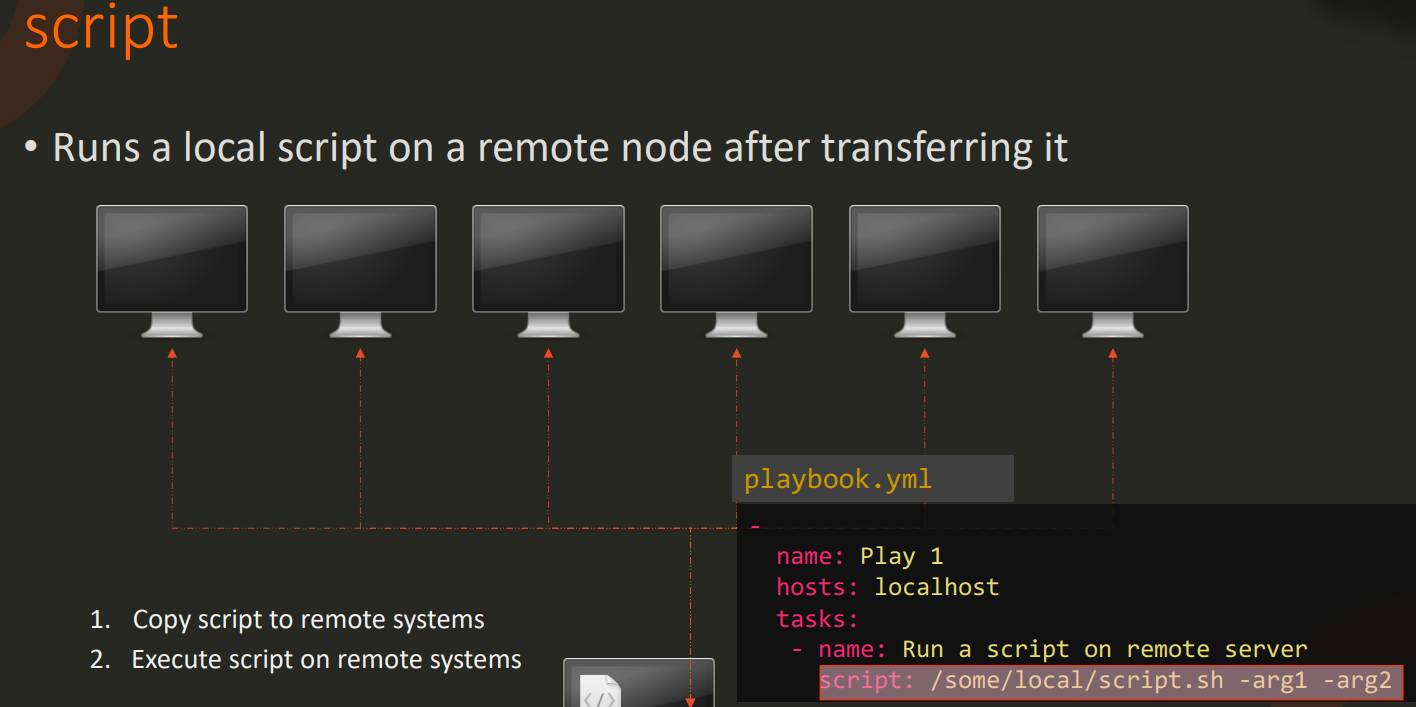 script
• Runs a local script on a remote node after transferring it
1. Copy script to remote systems
2. Execute script on remote systems
playbook.yml
-
name: Play 1
hosts: localhost
tasks:
- name: Run a script on remote server
script: /some/local/script.sh -arg1 -arg2